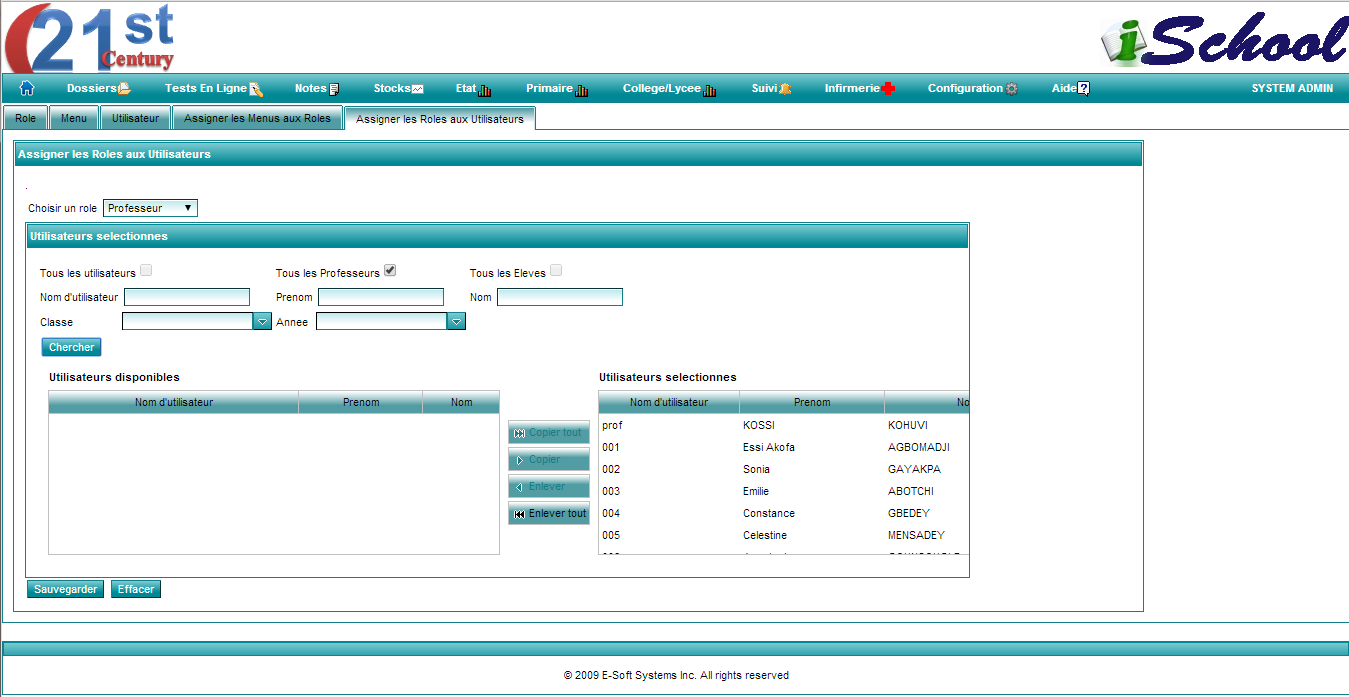 21st
Century
iSchool
Dossiers Tests En Ligne Notes Stocks Etat Primaire College/Lycee Suivi Infirmerie Configuration Aide SYSTEM ADMIN
Role Menu Utilisateur Assigner les Menus aux Roles Assigner les Roles aux Utilisateurs
Assigner les Roles aux Utilisateurs
.
Choisir un role Professeur
Utilisateurs selectionnes
Tous les utilisateurs Tous les Professeurs Tous les Eleves
Nom d'utilisateur Prenom Nom
Classe Annee
Chercher
Utilisateurs disponibles Utilisateurs selectionnes
Nom d'utilisateur Prenom Nom Nom d'utilisateur Prenom No
prof KOSSI KOHUVI
Copier tout
001 Essi Akofa AGBOMADJI
Copier
002 Sonia GAYAKPA
Enlever
003 Emilie ABOTCHI
Enlever tout
004 Constance GBEDEY
005 Celestine MENSADEY
Sauvegarder Effacer
© 2009 E-Soft Systems Inc. All rights reserved